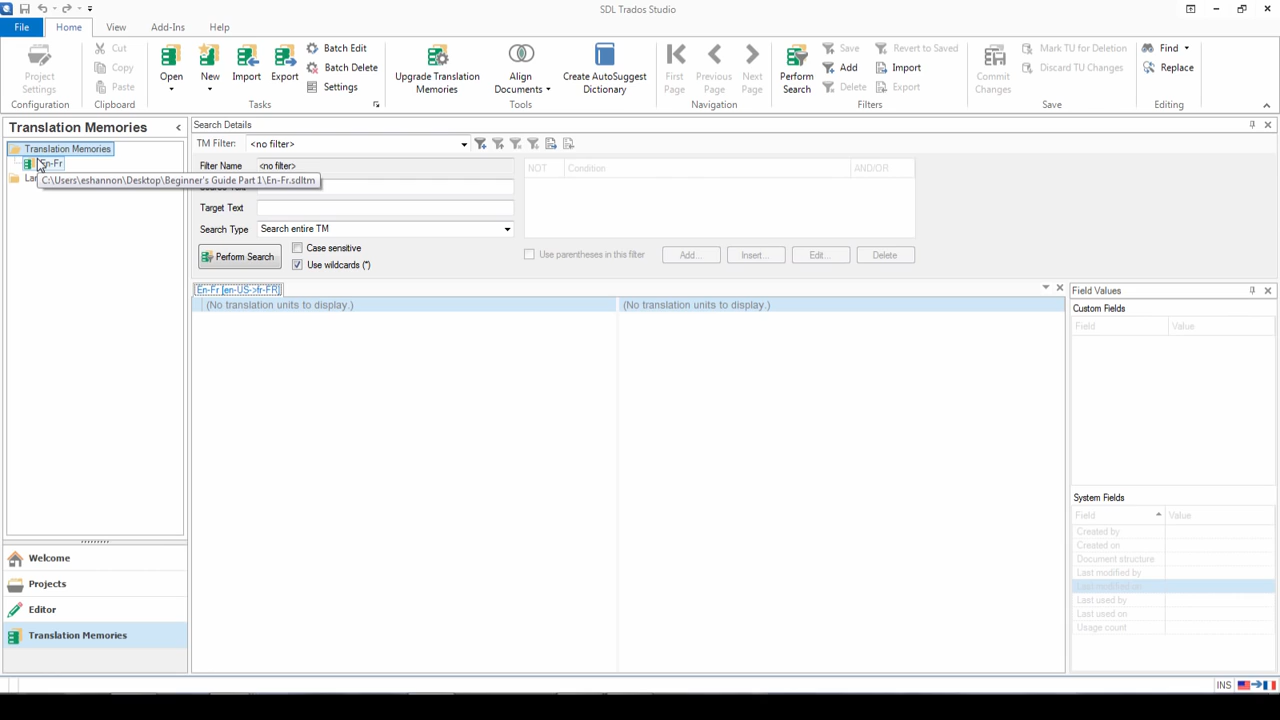 SDL Trados Studio
File
Home
View
Add-Ins
Help
Project Settings
Configuration
Cut
Copy
Paste
Clipboard
Open
New
Import
Export
Batch Edit
Batch Delete
Settings
Tasks
Upgrade Translation Memories
Align Documents
Create AutoSuggest Dictionary
Tools
First Page
Previous Page
Next Page
Navigation
Perform Search
Save
Add
Delete
Revert to Saved
Import
Export
Filters
Commit Changes
Mark TU for Deletion
Discard TU Changes
Save
Find
Replace
Editing
Translation Memories
Translation Memories
En-Fr
C:\Users\eshannon\Desktop\Beginner's Guide Part 1\En-Fr.sdltm
Search Details
TM Filter: <no filter>
Filter Name <no filter>
Target Text
Search Type Search entire TM
Perform Search
Case sensitive
Use wildcards (*)
NOT Condition AND/OR
Use parentheses in this filter
Add...
Insert...
Edit...
Delete
En-Fr [en-US->fr-FR]
(No translation units to display.) (No translation units to display.)
Field Values
Custom Fields
Field Value
System Fields
Field Value
Created by
Created on
Document structure
Last modified by
Last modified on
Last used by
Last used on
Usage count
Welcome
Projects
Editor
Translation Memories
INS